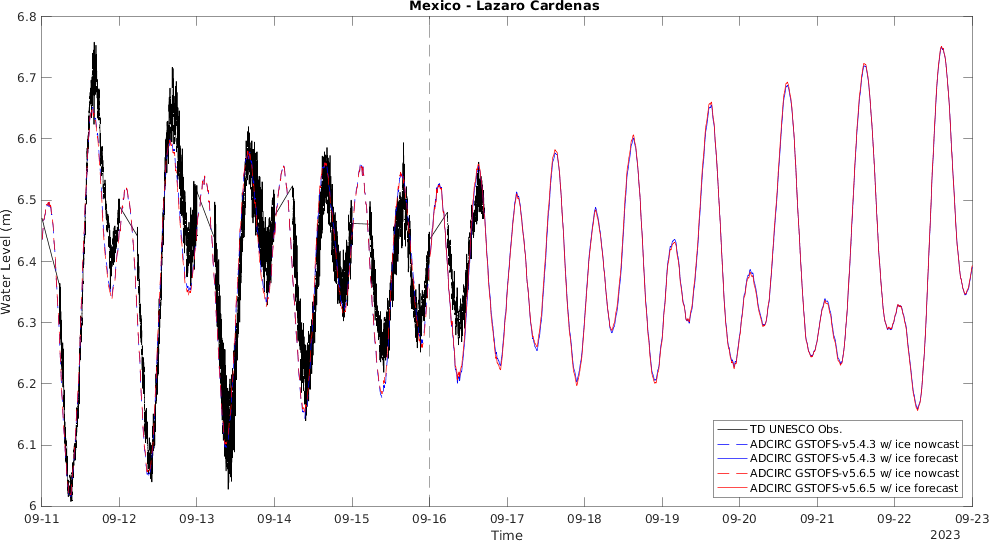 Mexico - Lazaro Cardenas
6.8
6.7
6.6
6.5
6.4
6.3
6.2
6.1
6
Water Level (m)
09-11 09-12 09-13 09-14 09-15 09-16 09-17 09-18 09-19 09-20 09-21 09-22 09-23
Time
2023
TD UNESCO Obs.
ADCIRC GSTOFS-v5.4.3 w/ ice nowcast
ADCIRC GSTOFS-v5.4.3 w/ ice forecast
ADCIRC GSTOFS-v5.6.5 w/ ice nowcast
ADCIRC GSTOFS-v5.6.5 w/ ice forecast